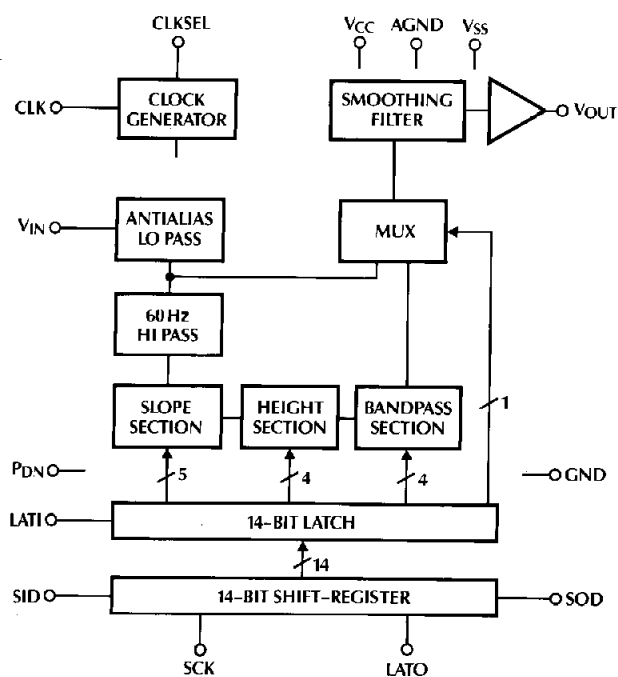 CLKSEL
VCC
AGND
VSS
CLK
CLOCK
GENERATOR
SMOOTHING
FILTER
VOUT
VIN
ANTIALIAS
LO PASS
MUX
60 Hz
HI PASS
SLOPE
SECTION
HEIGHT
SECTION
BANDPASS
SECTION
1
PDN
5
4
4
GND
LATI
14-BIT LATCH
14
SID
14-BIT SHIFT-REGISTER
SOD
SCK
LATO